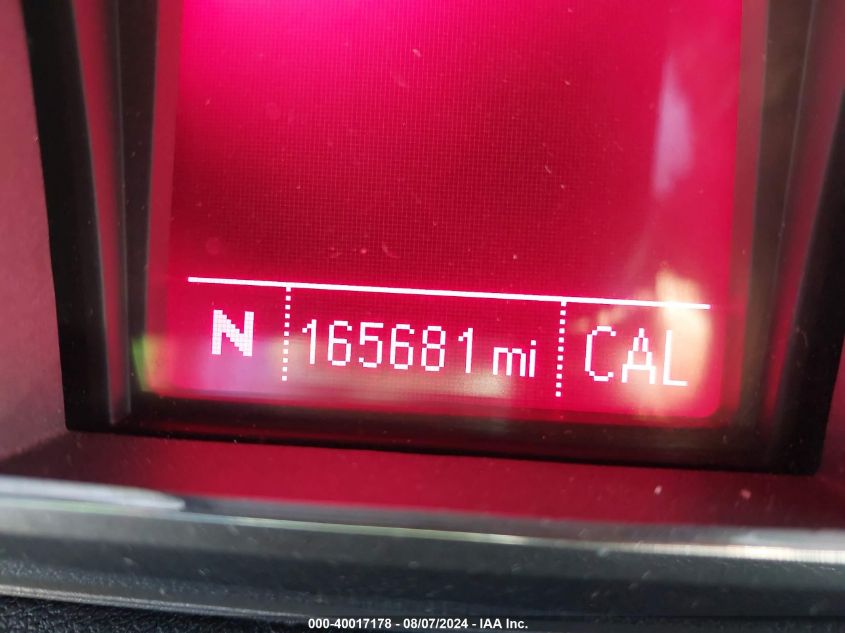 N 165681 mi CAL
000-40017178 - 08/07/2024 - IAA Inc.